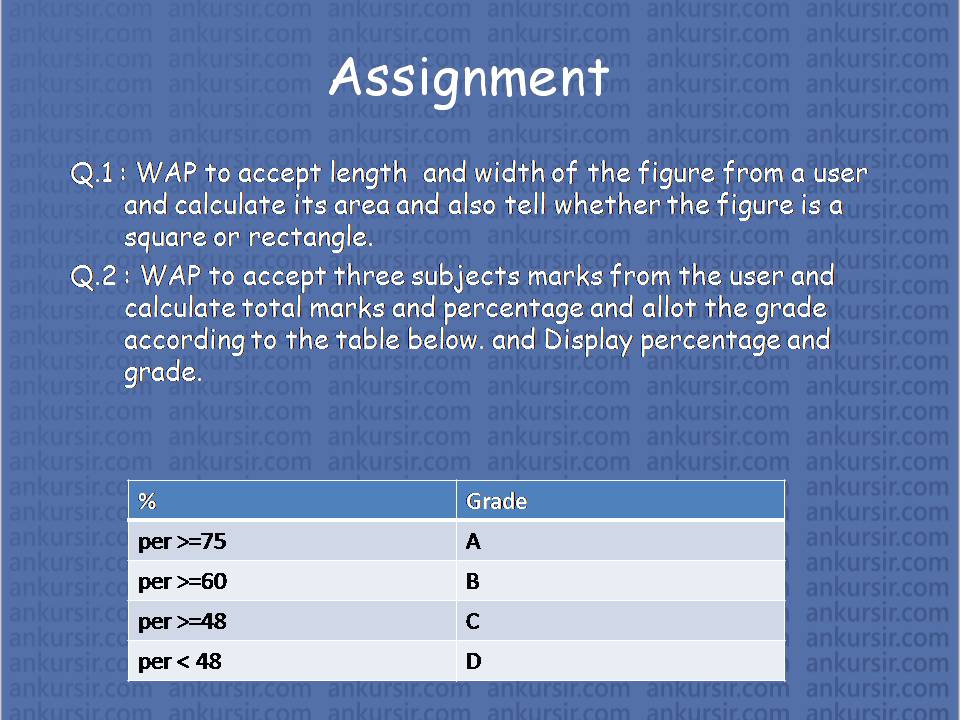 Assignment
Q.1 : WAP to accept length and width of the figure from a user
and calculate its area and also tell whether the figure is a
square or rectangle.
Q.2 : WAP to accept three subjects marks from the user and
calculate total marks and percentage and allot the grade
according to the table below. and Display percentage and
grade.
% Grade
per >=75 A
per >=60 B
per >=48 C
per < 48 D
ankursir.com